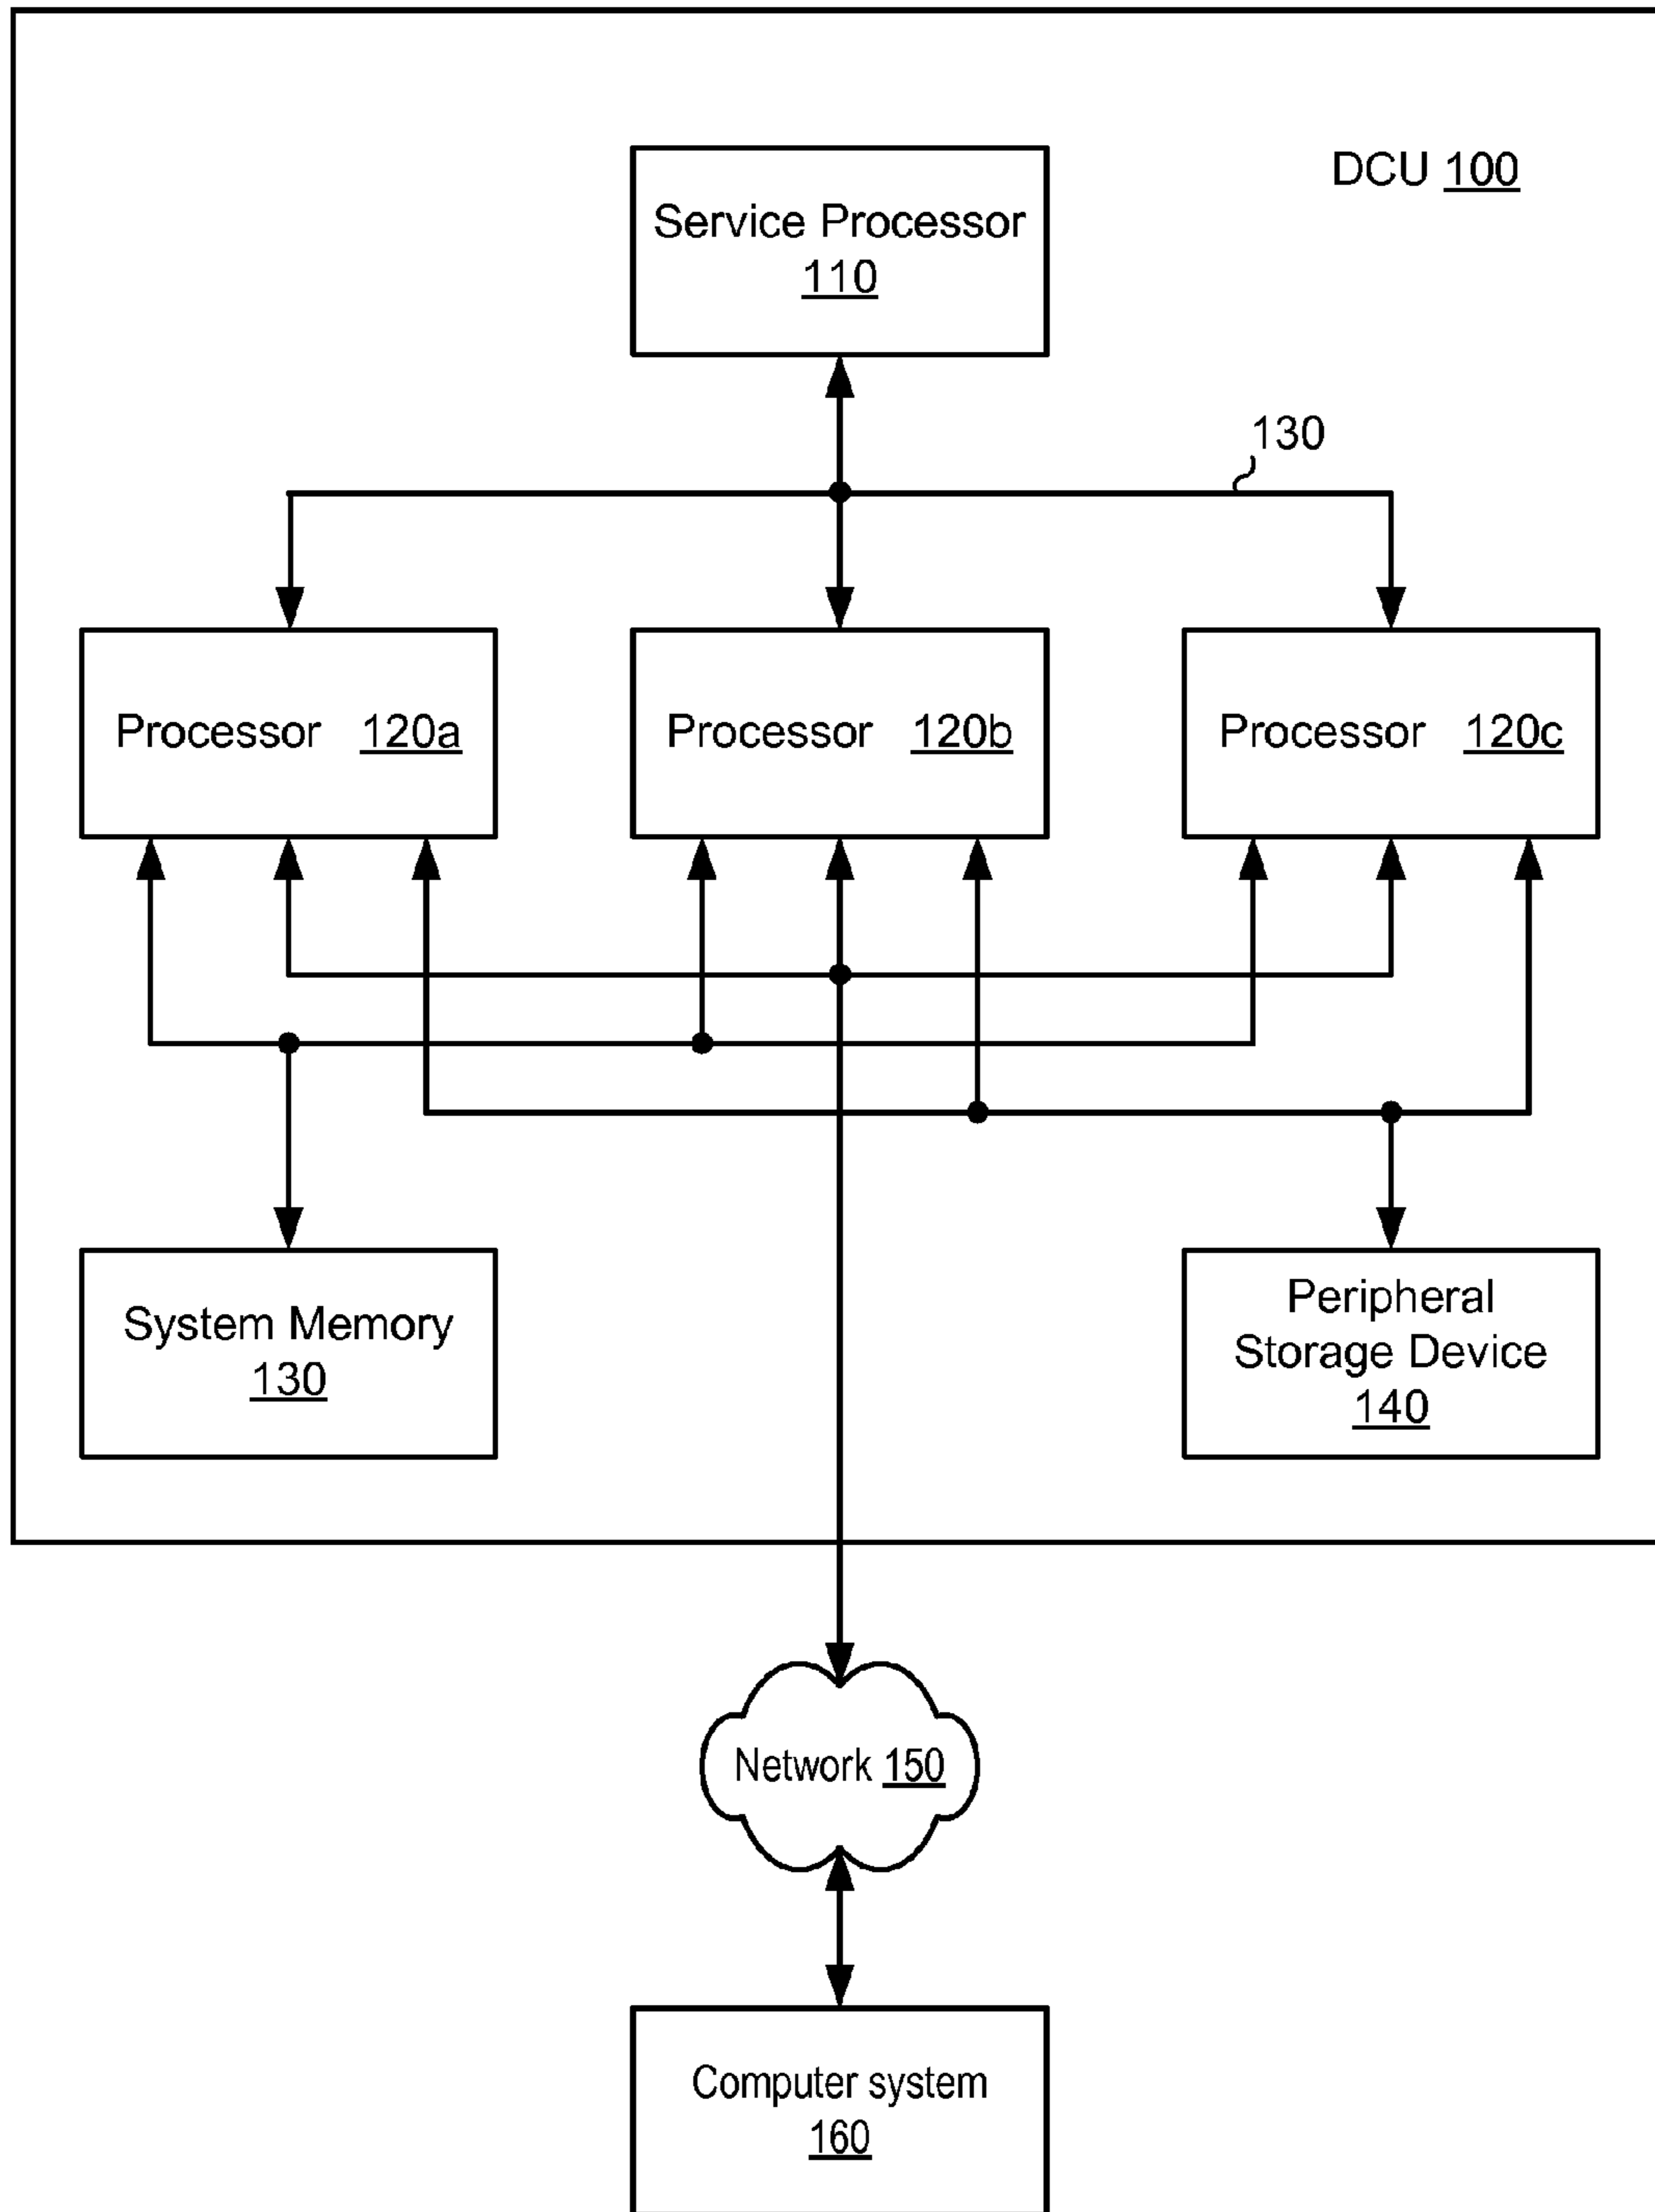 DCU 100
Service Processor
110
130
Processor 120a
Processor 120b
Processor 120c
System Memory
130
Peripheral
Storage Device
140
Network 150
Computer system
160